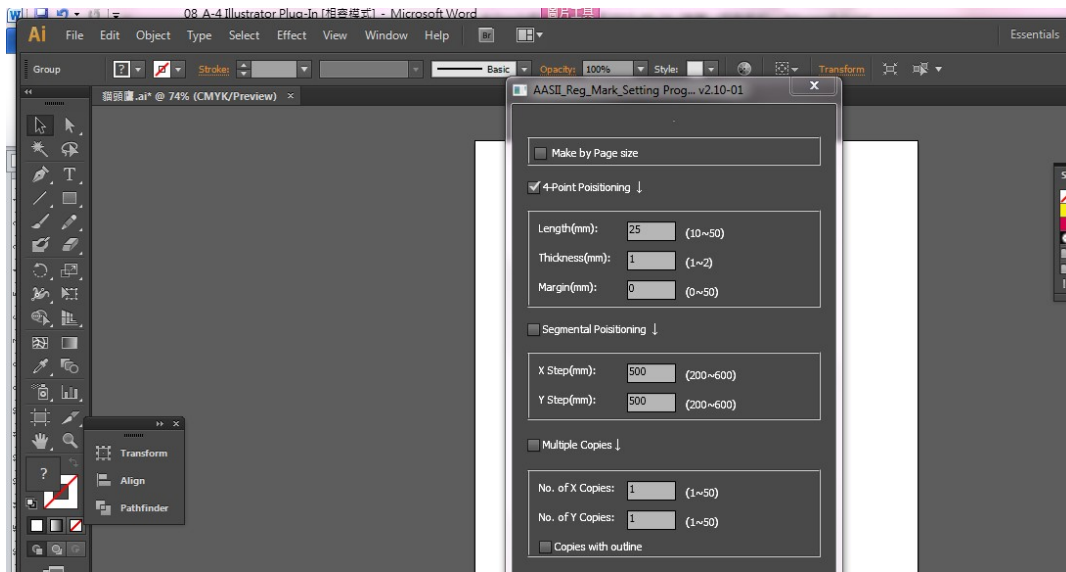 08 A-4 Illustrator Plug-In [相容模式] - Microsoft Word
圖片工具
Ai File Edit Object Type Select Effect View Window Help Br Essentials
Group ? Stroke: Basic Opacity: 100% Style: Transform
貓頭鷹.ai* @ 74% (CMYK/Preview) ×
AASII_Reg_Mark_Setting Prog... v2.10-01
Make by Page size
4-Point Poisitioning ↓
Length(mm): 25 (10~50)
Thickness(mm): 1 (1~2)
Margin(mm): 0 (0~50)
Segmental Poisitioning ↓
X Step(mm): 500 (200~600)
Y Step(mm): 500 (200~600)
Multiple Copies ↓
No. of X Copies: 1 (1~50)
No. of Y Copies: 1 (1~50)
Copies with outline
Transform
Align
Pathfinder
?